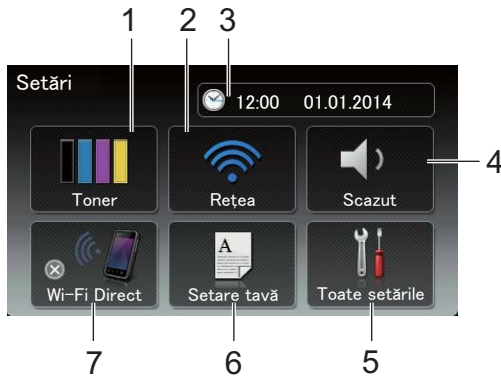 1 2 3
Setări
12:00 01.01.2014
4
Toner Rețea Scazut
A
Wi-Fi Direct Setare tavă Toate setările
7 6 5